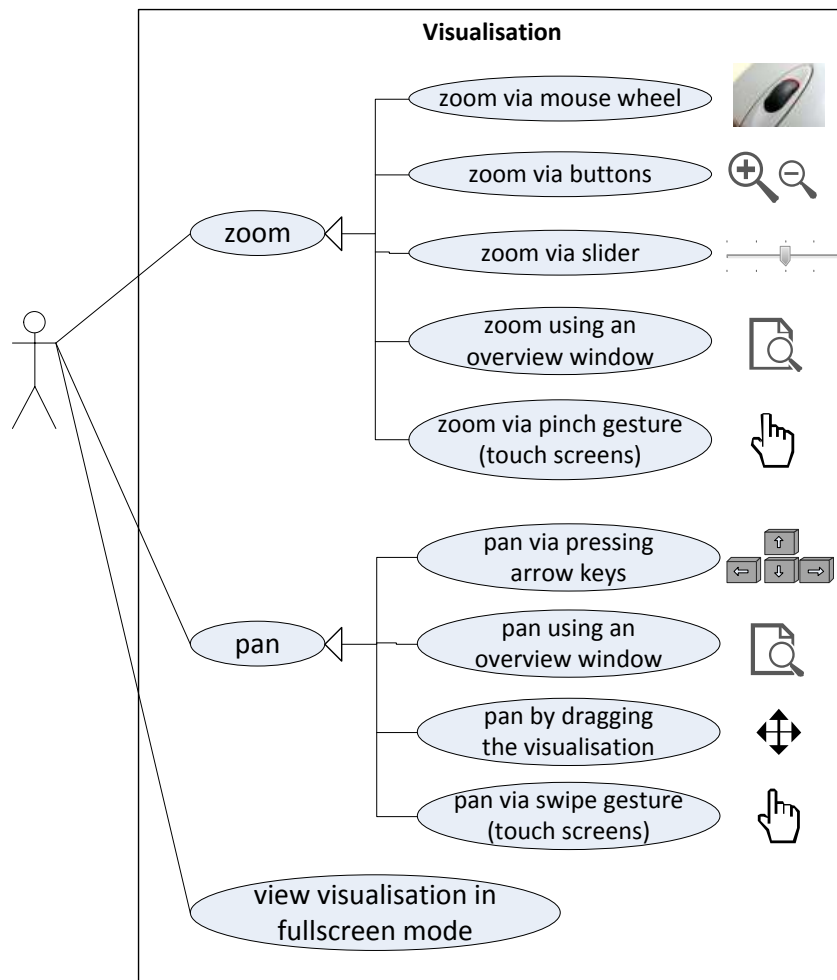 Visualisation
zoom via mouse wheel
zoom via buttons
zoom
zoom via slider
zoom using an
overview window
zoom via pinch gesture
(touch screens)
pan via pressing
arrow keys
pan
pan using an
overview window
pan by dragging
the visualisation
pan via swipe gesture
(touch screens)
view visualisation in
fullscreen mode